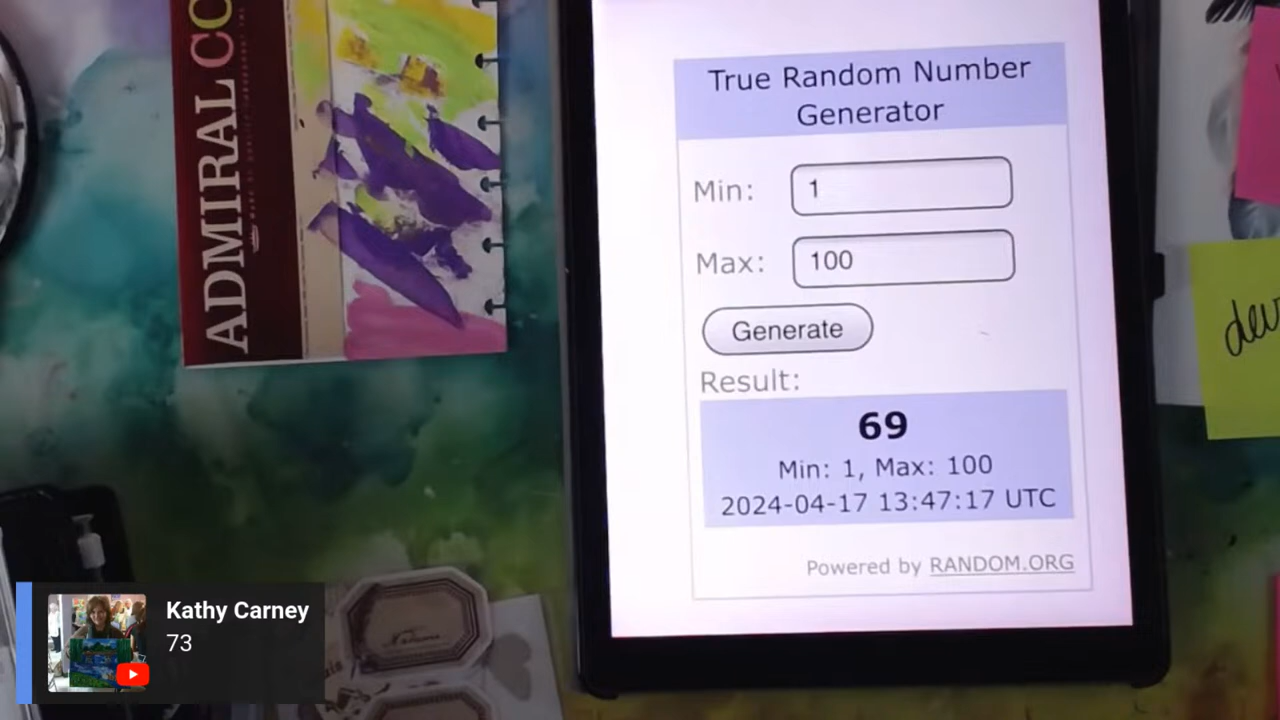 ADMIRAL CO
True Random Number
Generator
Min: 1
Max: 100
Generate
Result:
69
Min: 1, Max: 100
2024-04-17 13:47:17 UTC
Powered by RANDOM.ORG
Kathy Carney
73